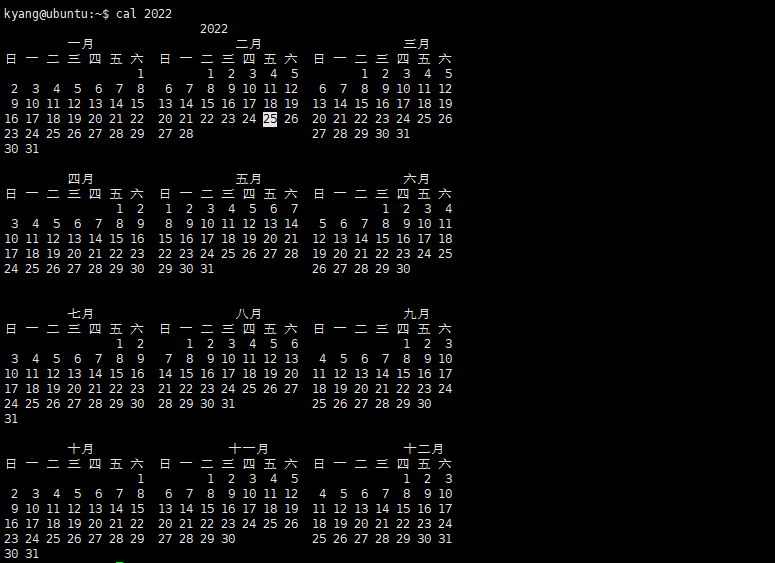 kyang@ubuntu:~$ cal 2022
                            2022
         一月                    二月                    三月
日 一 二 三 四 五 六  日 一 二 三 四 五 六  日 一 二 三 四 五 六
                   1         1  2  3  4  5         1  2  3  4  5
 2  3  4  5  6  7  8   6  7  8  9 10 11 12   6  7  8  9 10 11 12
 9 10 11 12 13 14 15  13 14 15 16 17 18 19  13 14 15 16 17 18 19
16 17 18 19 20 21 22  20 21 22 23 24 25 26  20 21 22 23 24 25 26
23 24 25 26 27 28 29  27 28                 27 28 29 30 31
30 31
         四月                    五月                    六月
日 一 二 三 四 五 六  日 一 二 三 四 五 六  日 一 二 三 四 五 六
                1  2   1  2  3  4  5  6  7            1  2  3  4
 3  4  5  6  7  8  9   8  9 10 11 12 13 14   5  6  7  8  9 10 11
10 11 12 13 14 15 16  15 16 17 18 19 20 21  12 13 14 15 16 17 18
17 18 19 20 21 22 23  22 23 24 25 26 27 28  19 20 21 22 23 24 25
24 25 26 27 28 29 30  29 30 31              26 27 28 29 30
         七月                    八月                    九月
日 一 二 三 四 五 六  日 一 二 三 四 五 六  日 一 二 三 四 五 六
                1  2      1  2  3  4  5  6               1  2  3
 3  4  5  6  7  8  9   7  8  9 10 11 12 13   4  5  6  7  8  9 10
10 11 12 13 14 15 16  14 15 16 17 18 19 20  11 12 13 14 15 16 17
17 18 19 20 21 22 23  21 22 23 24 25 26 27  18 19 20 21 22 23 24
24 25 26 27 28 29 30  28 29 30 31           25 26 27 28 29 30
31
         十月                   十一月                   十二月
日 一 二 三 四 五 六  日 一 二 三 四 五 六  日 一 二 三 四 五 六
                   1         1  2  3  4  5               1  2  3
 2  3  4  5  6  7  8   6  7  8  9 10 11 12   4  5  6  7  8  9 10
 9 10 11 12 13 14 15  13 14 15 16 17 18 19  11 12 13 14 15 16 17
16 17 18 19 20 21 22  20 21 22 23 24 25 26  18 19 20 21 22 23 24
23 24 25 26 27 28 29  27 28 29 30           25 26 27 28 29 30 31
30 31